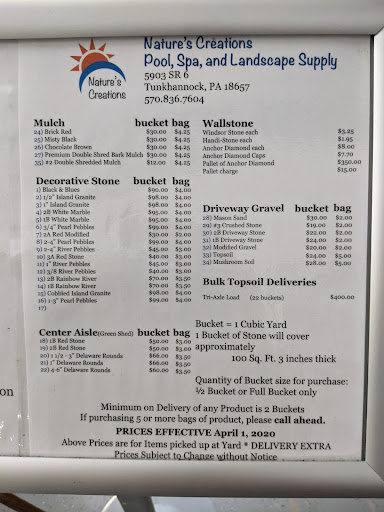 Nature's Creations
Nature's Creations
Pool, Spa, and Landscape Supply
5903 SR 6
Tunkhannock, PA 18657
570.836.7604
Mulch bucket bag
24) Brick Red $30.00 $4.25
25) Misty Black $30.00 $4.25
26) Chocolate Brown $30.00 $4.25
27) Premium Double Shred Bark Mulch $30.00 $4.25
35) #2 Double Shredded Mulch $12.00 $4.25
Decorative Stone bucket bag
1) Black & Blues $90.00 $4.00
2) 1/2" Island Granite $98.00 $4.00
3) 1" Island Granite $98.00 $4.00
4) 2B White Marble $95.00 $4.00
5) 3B White Marble $95.00 $4.00
6) 3/4" Pearl Pebbles $95.00 $4.00
7) 2A Red Modified $30.00 $2.00
8) 2-4" Pearl Pebbles $99.00 $4.00
9) 2-4" River Pebbles $45.00 $3.00
10) 3A Red Stone $40.00 $3.50
11) 1" River Pebbles $45.00 $3.00
12) 3/8 River Pebbles $40.00 $3.00
13) 2B Rainbow River $70.00 $3.50
14) 1B Rainbow River $70.00 $3.50
15) Cobbled Island Granite $98.00 $4.00
16) 1-3" Pearl Pebbles $99.00 $4.00
17)
Center Aisle(Green Shed) bucket bag
18) 1B Red Stone $50.00 $3.50
19) 2B Red Stone $50.00 $3.50
20) 1 1/2 - 3" Delaware Rounds $66.00 $3.50
21) 1" Delaware Rounds $66.00 $3.50
22) 4-6" Delaware Rounds $66.00 $3.50
Wallstone
Windsor Stone each $3.25
Handi-Stone each $1.95
Anchor Diamond each $8.00
Anchor Diamond Caps $7.70
Pallet of Anchor Diamond $350.00
Pallet charge $15.00
Driveway Gravel bucket bag
28) Mason Sand $30.00 $2.00
29) #3 Crushed Stone $19.00 $2.00
30) 2B Driveway Stone $22.00 $2.00
31) 1B Driveway Stone $24.00 $2.00
32) Modified Gravel $20.00 $2.00
33) Topsoil $24.00 $5.00
34) Mushroom Soil $28.00 $5.00
Bulk Topsoil Deliveries
Tri-Axle Load (22 buckets) $400.00
Bucket = 1 Cubic Yard
1 Bucket of Stone will cover
approximately
100 Sq. Ft. 3 inches thick
Quantity of Bucket size for purchase:
½ Bucket or Full Bucket only
Minimum on Delivery of any Product is 2 Buckets
If purchasing 5 or more bags of product, please call ahead.
PRICES EFFECTIVE April 1, 2020
Above Prices are for Items picked up at Yard * DELIVERY EXTRA
Prices Subject to Change without Notice
on